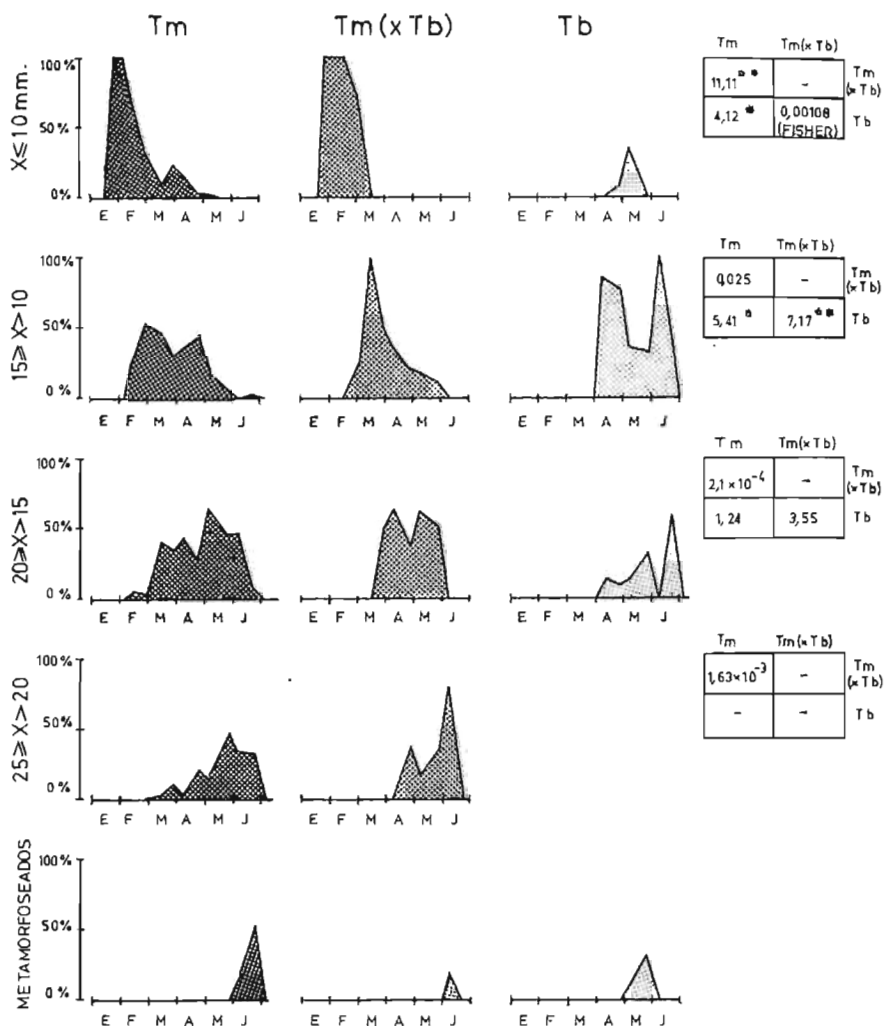 Tm Tm (x Tb) Tb
X≤10 mm.
100%
50%
0%
E F M A M J
E F M A M J
E F M A M J
Tm Tm(xTb)
11,11** - Tm (xTb)
4,12* 0,00108 (FISHER) Tb
15⩾X>10
100%
50%
0%
E F M A M J
E F M A M J
E F M A M J
Tm Tm(xTb)
0,025 - Tm (xTb)
5,41* 7,17** Tb
20⩾X>15
100%
50%
0%
E F M A M J
E F M A M J
E F M A M J
Tm Tm(xTb)
2,1×10⁻⁴ - Tm (xTb)
1,24 3,55 Tb
25⩾X>20
100%
50%
0%
E F M A M J
E F M A M J
Tm Tm(xTb)
1,63×10⁻³ - Tm (xTb)
- - Tb
METAMORFOSEADOS
100%
50%
0%
E F M A M J
E F M A M J
E F M A M J